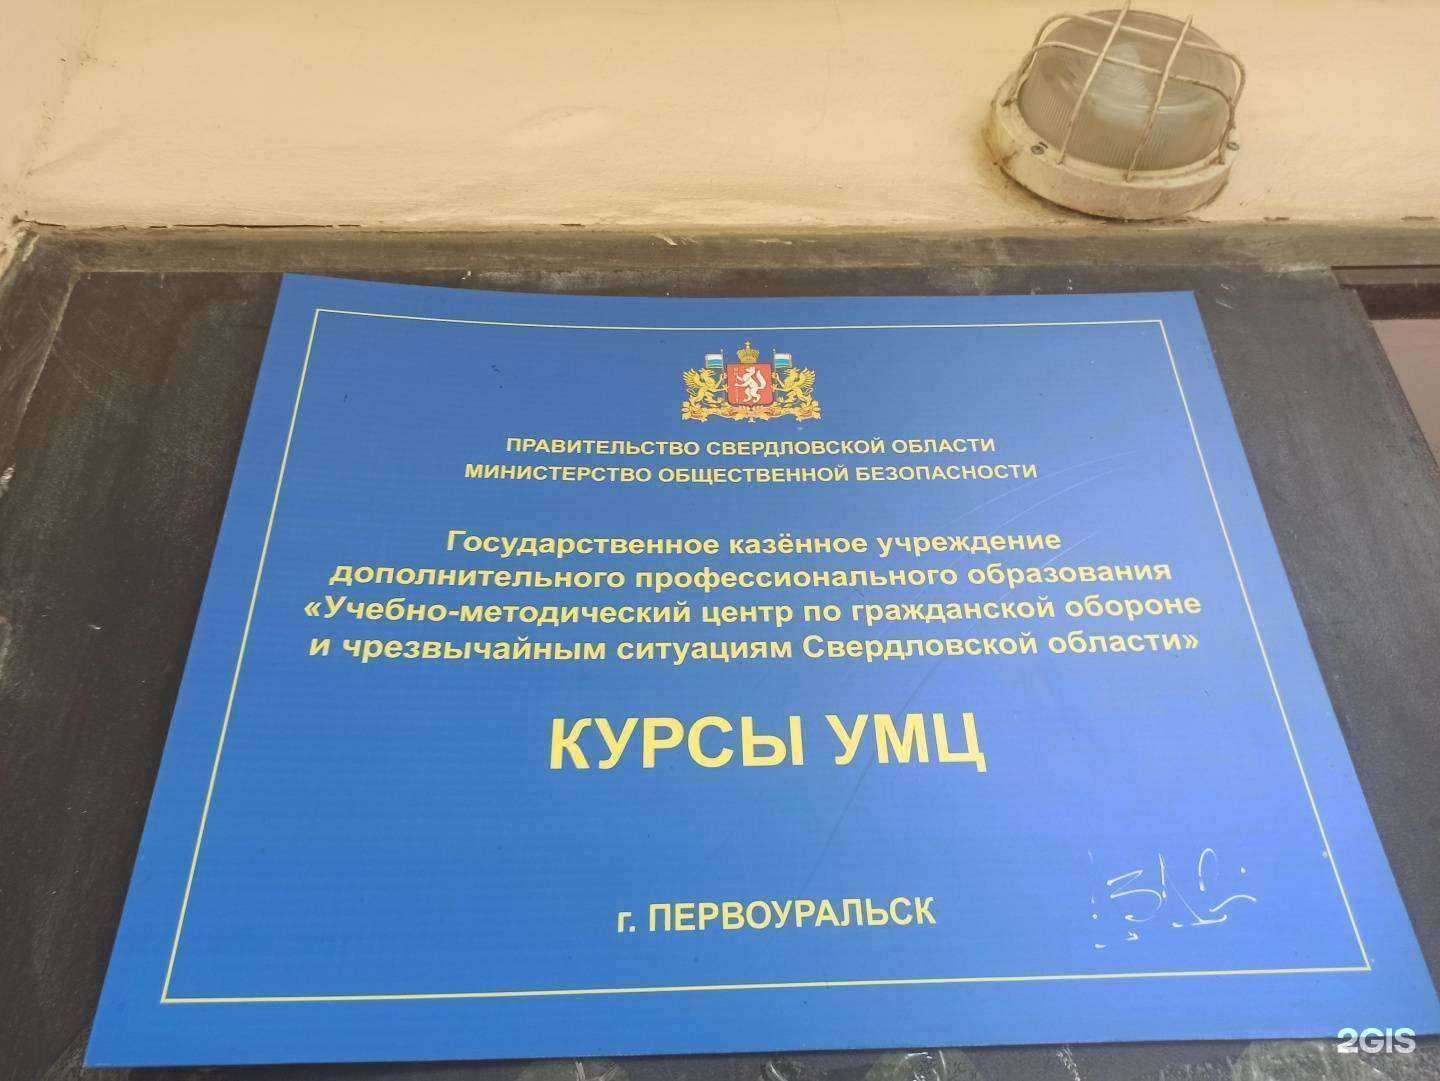 ПРАВИТЕЛЬСТВО СВЕРДЛОВСКОЙ ОБЛАСТИ
МИНИСТЕРСТВО ОБЩЕСТВЕННОЙ БЕЗОПАСНОСТИ
Государственное казённое учреждение
дополнительного профессионального образования
«Учебно-методический центр по гражданской обороне
и чрезвычайным ситуациям Свердловской области»
КУРСЫ УМЦ
г. ПЕРВОУРАЛЬСК
2GIS